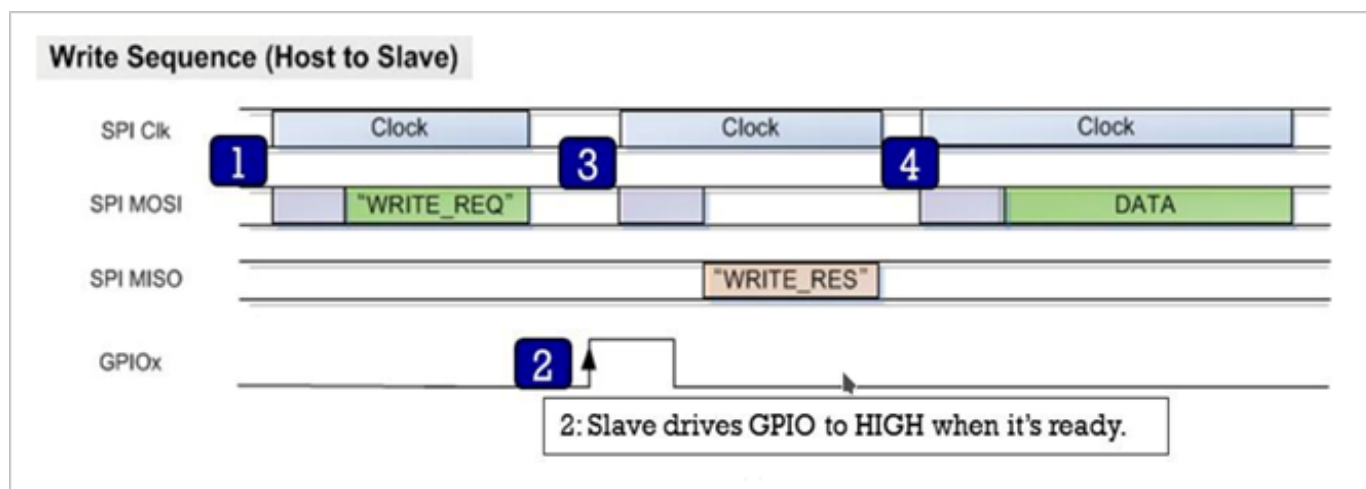 Write Sequence (Host to Slave)
SPI Clk
Clock
Clock
Clock
1
3
4
SPI MOSI
"WRITE_REQ"
DATA
SPI MISO
"WRITE_RES"
GPIOx
2
2: Slave drives GPIO to HIGH when it's ready.